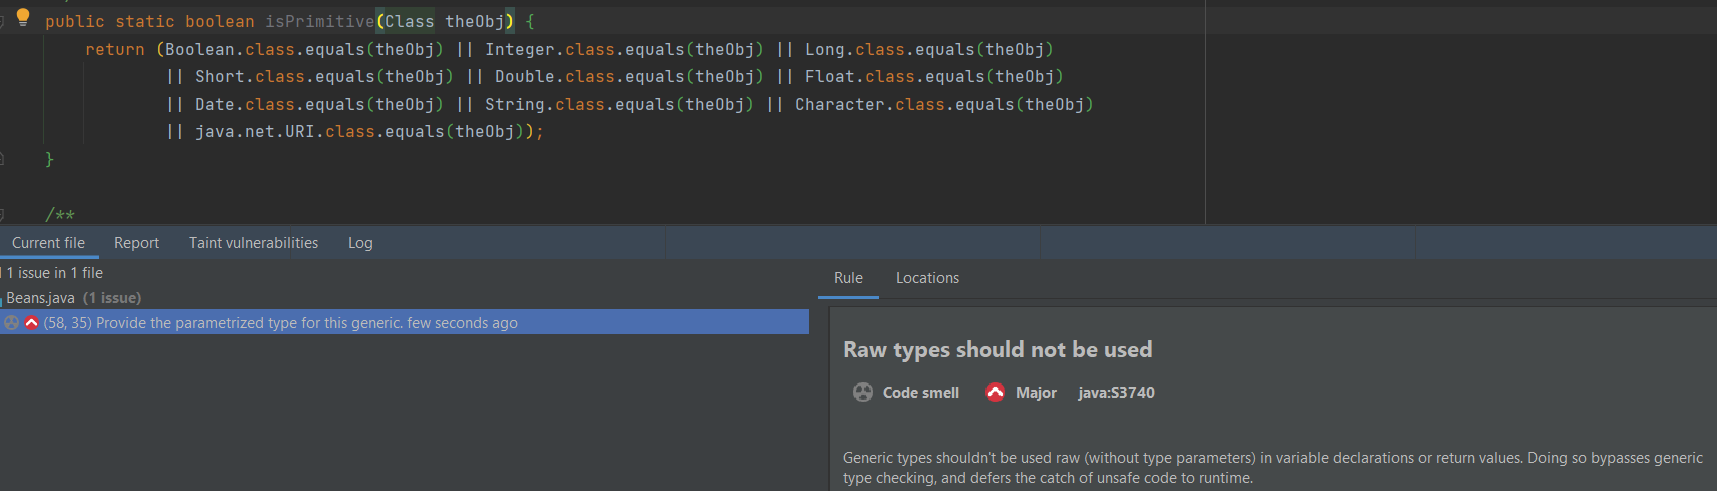 public static boolean isPrimitive(Class theObj) {
return (Boolean.class.equals(theObj) || Integer.class.equals(theObj) || Long.class.equals(theObj)
|| Short.class.equals(theObj) || Double.class.equals(theObj) || Float.class.equals(theObj)
|| Date.class.equals(theObj) || String.class.equals(theObj) || Character.class.equals(theObj)
|| java.net.URI.class.equals(theObj));
}
/**
Current file Report Taint vulnerabilities Log
1 issue in 1 file
Beans.java (1 issue)
(58, 35) Provide the parametrized type for this generic. few seconds ago
Rule Locations
Raw types should not be used
Code smell Major java:S3740
Generic types shouldn't be used raw (without type parameters) in variable declarations or return values. Doing so bypasses generic
type checking, and defers the catch of unsafe code to runtime.